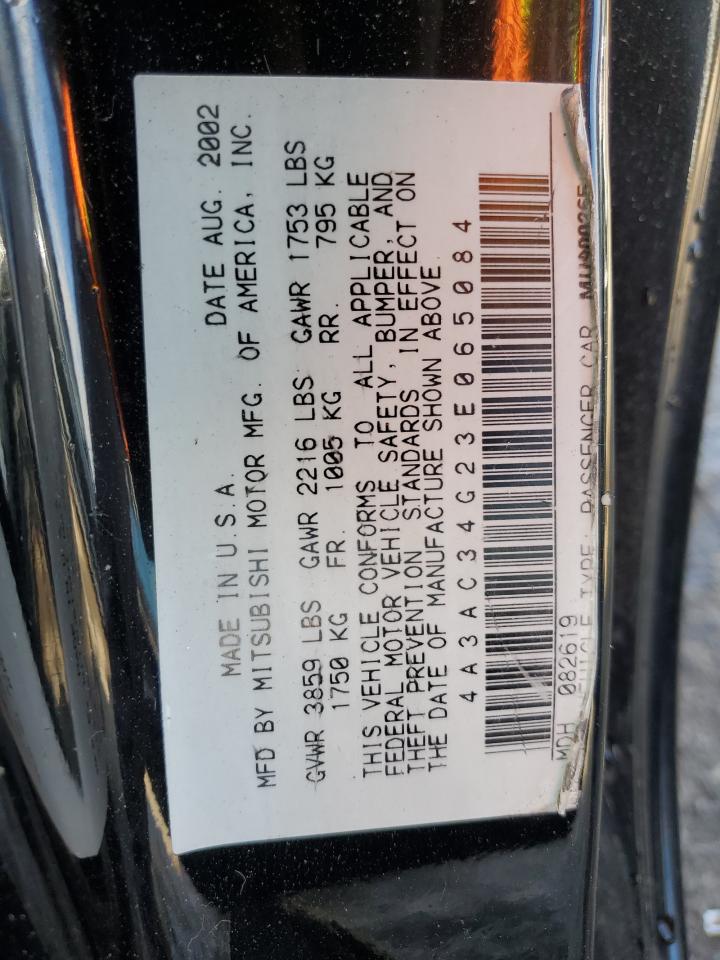 MADE IN U.S.A. DATE AUG. 2002
MFD BY MITSUBISHI MOTOR MFG. OF AMERICA, INC.
GVWR 3859 LBS GAWR 2216 LBS GAWR 1753 LBS
1750 KG FR. 1005 KG RR. 795 KG
THIS VEHICLE CONFORMS TO ALL APPLICABLE
FEDERAL MOTOR VEHICLE SAFETY, BUMPER, AND
THEFT PREVENTION STANDARDS IN EFFECT ON
THE DATE OF MANUFACTURE SHOWN ABOVE.
4A3AC34G23E065084
MDH 082619
TYPE: PASSENGER CAR